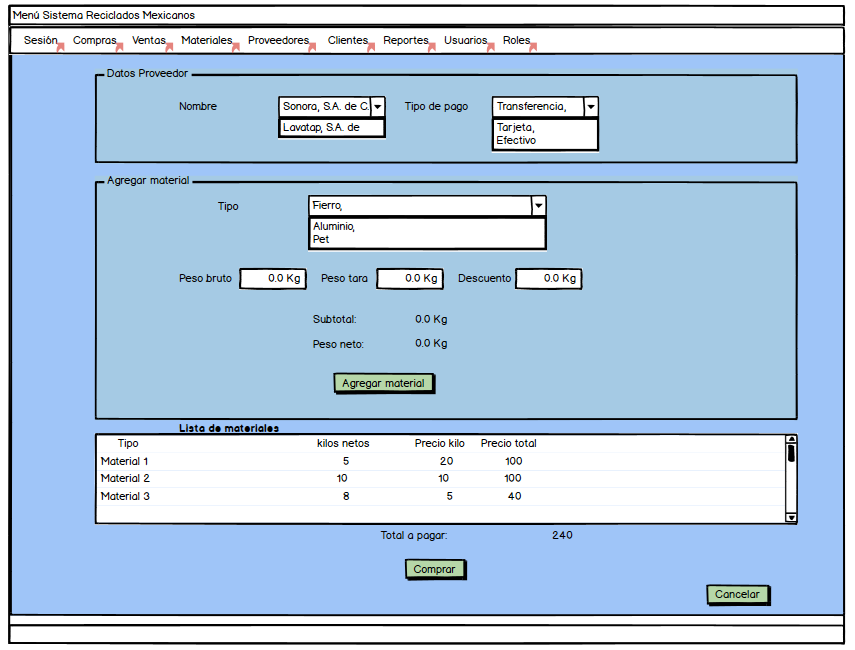 Menú Sistema Reciclados Mexicanos
Sesión Compras Ventas Materiales Proveedores Clientes Reportes Usuarios Roles
Datos Proveedor
Nombre Sonora, S.A. de C. Tipo de pago Transferencia,
Lavatap, S.A. de Tarjeta,
Efectivo
Agregar material
Tipo Fierro,
Aluminio,
Pet
Peso bruto 0.0 Kg Peso tara 0.0 Kg Descuento 0.0 Kg
Subtotal: 0.0 Kg
Peso neto: 0.0 Kg
Agregar material
Lista de materiales
Tipo kilos netos Precio kilo Precio total
Material 1 5 20 100
Material 2 10 10 100
Material 3 8 5 40
Total a pagar: 240
Comprar
Cancelar